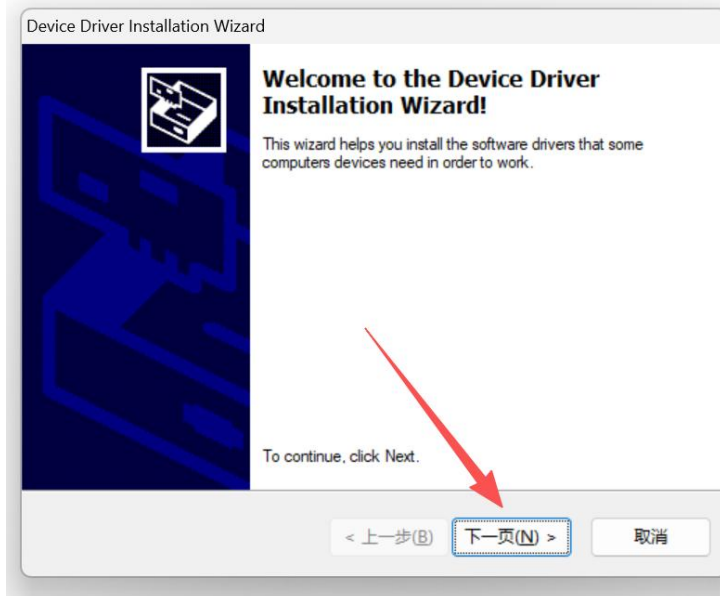 Device Driver Installation Wizard
Welcome to the Device Driver
Installation Wizard!
This wizard helps you install the software drivers that some
computers devices need in order to work.
To continue, click Next.
< 上一步(B)
下一页(N) >
取消